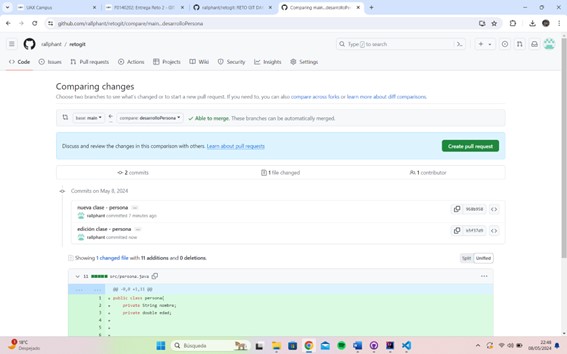 UAX Campus
FE140202: Entrega Reto 2 - GIT
rallphant/retogit: RETO GIT
Comparing main...desarrolloPersona
github.com/rallphant/retogit/compare/main...desarrolloPersona
rallphant / retogit
Type / to search
Code Issues Pull requests Actions Projects Wiki Security Insights Settings
Comparing changes
Choose two branches to see what's changed or to start a new pull request. If you need to, you can also compare across forks or learn more about diff comparisons.
base: main compare: desarrolloPersona Able to merge. These branches can be automatically merged.
Discuss and review the changes in this comparison with others. Learn about pull requests
Create pull request
2 commits 1 file changed 1 contributor
Commits on May 8, 2024
nueva clase - persona
rallphant committed 3 minutes ago
edición clase - persona
rallphant committed now
Showing 1 changed file with 11 additions and 0 deletions.
Split Unified
11 src/persona.java
@@ -0,0 +1,11 @@
1 + public class persona{
2 + private String nombre;
3 + private double edad;
4 +
5 +
18°C
Despejado
Búsqueda
22:48
08/05/2024